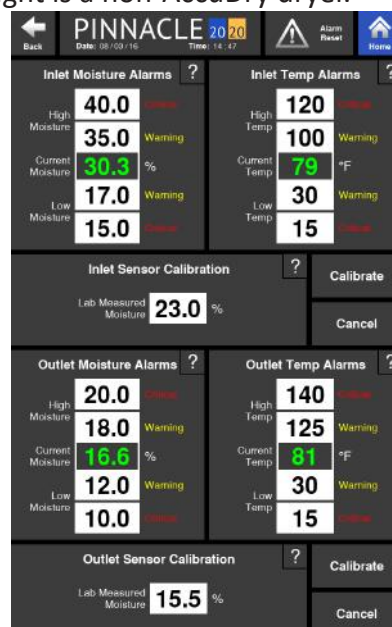 ght is a non-AccuDry dryer.
Back
PINNACLE 20 20
Date: 08/09/16 Time: 14:47
Alarm Reset
Home
Inlet Moisture Alarms ?
High Moisture 40.0 Critical
35.0 Warning
Current Moisture 30.3 %
Low Moisture 17.0 Warning
15.0 Critical
Inlet Temp Alarms ?
High Temp 120 Critical
100 Warning
Current Temp 79 °F
Low Temp 30 Warning
15 Critical
Inlet Sensor Calibration ?
Lab Measured Moisture 23.0 %
Calibrate
Cancel
Outlet Moisture Alarms ?
High Moisture 20.0 Critical
18.0 Warning
Current Moisture 16.6 %
Low Moisture 12.0 Warning
10.0 Critical
Outlet Temp Alarms ?
High Temp 140 Critical
125 Warning
Current Temp 81 °F
Low Temp 30 Warning
15 Critical
Outlet Sensor Calibration ?
Lab Measured Moisture 15.5 %
Calibrate
Cancel